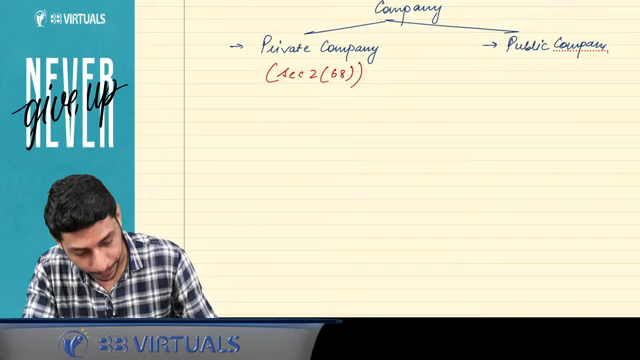 BB VIRTUALS
Company
→ Private Company → Public Company
(Sec 2(68))
NEVER
give up
NEVER
BB VIRTUALS